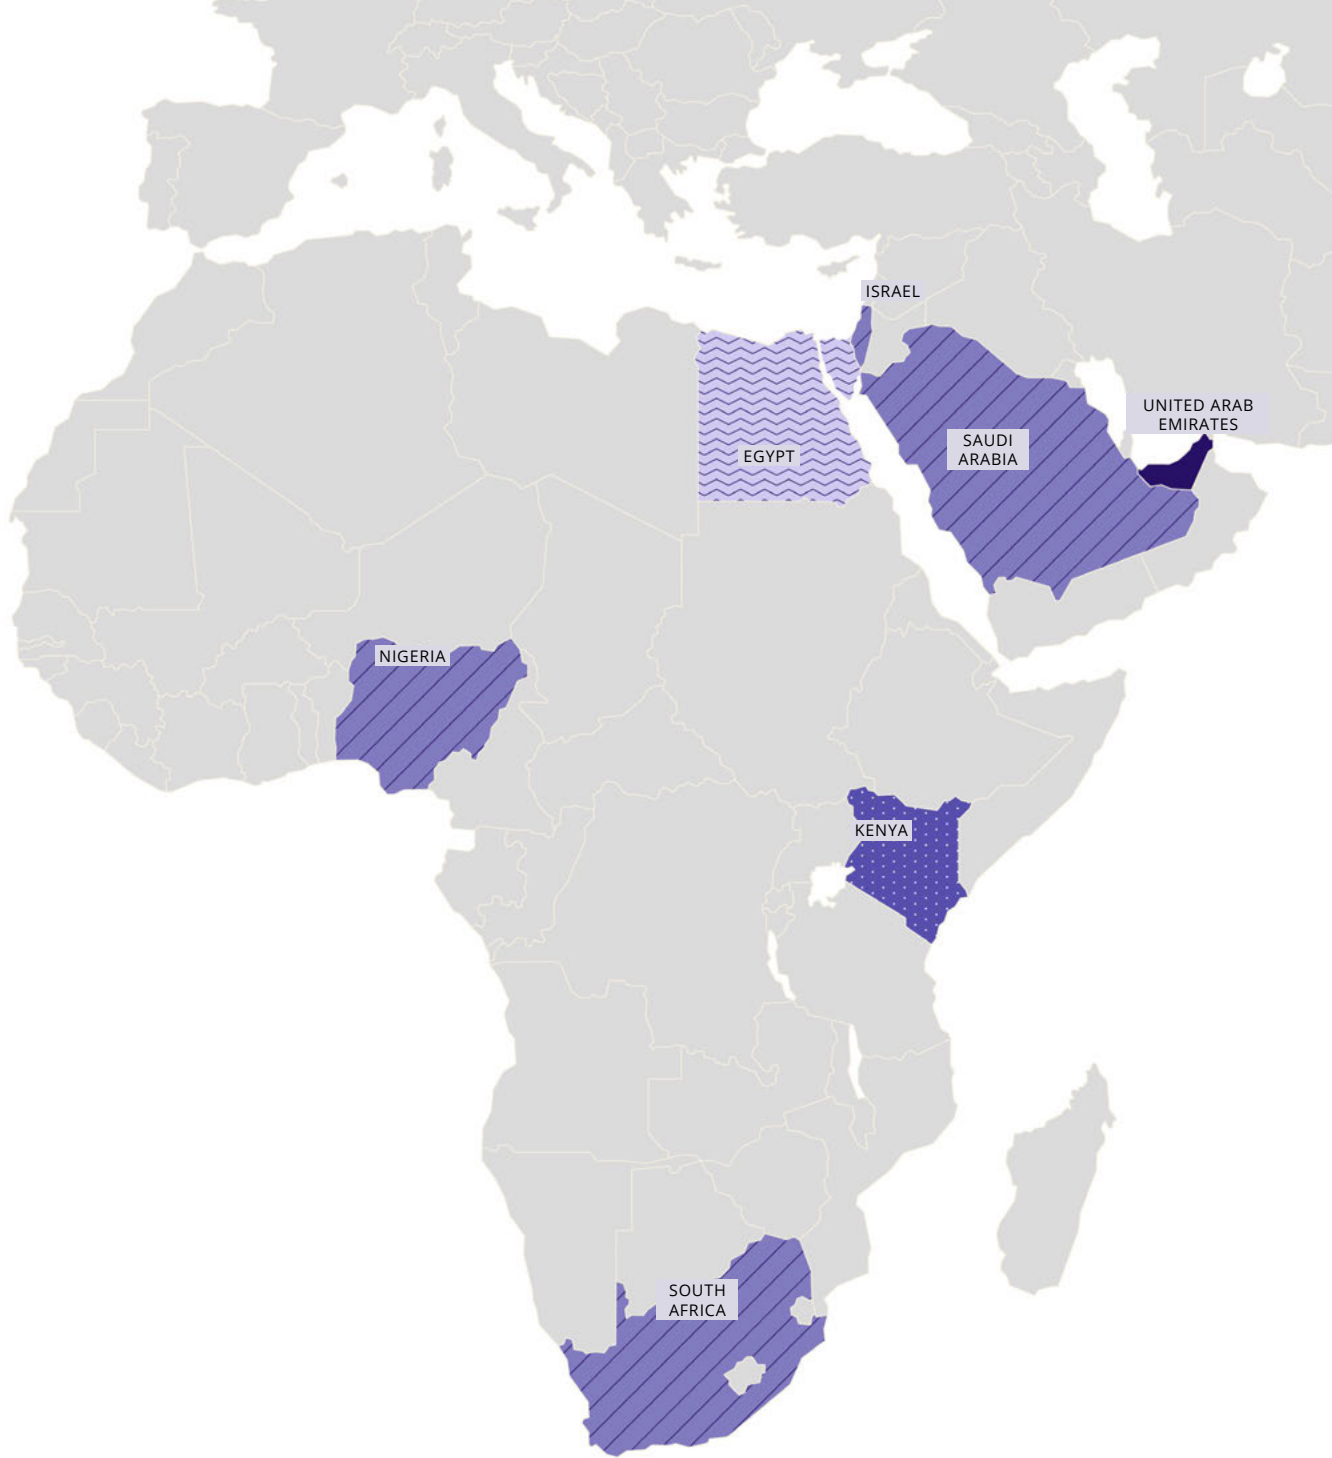 ISRAEL
UNITED ARAB
EMIRATES
SAUDI
ARABIA
EGYPT
NIGERIA
KENYA
SOUTH
AFRICA